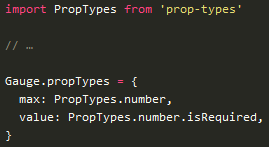 import PropTypes from 'prop-types'
// …
Gauge.propTypes = {
  max: PropTypes.number,
  value: PropTypes.number.isRequired,
}